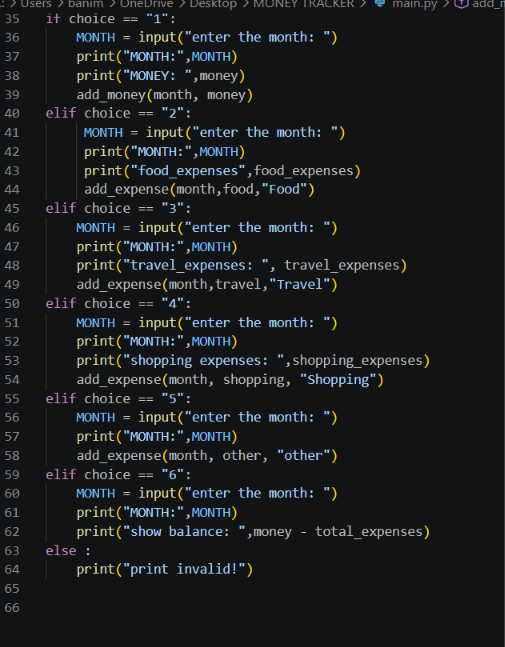 Users > banim > OneDrive > Desktop > MONEY TRACKER > main.py >
35 if choice == "1":
36 MONTH = input("enter the month: ")
37 print("MONTH:",MONTH)
38 print("MONEY: ",money)
39 add_money(month, money)
40 elif choice == "2":
41 MONTH = input("enter the month: ")
42 print("MONTH:",MONTH)
43 print("food_expenses",food_expenses)
44 add_expense(month,food,"Food")
45 elif choice == "3":
46 MONTH = input("enter the month: ")
47 print("MONTH:",MONTH)
48 print("travel_expenses: ", travel_expenses)
49 add_expense(month,travel,"Travel")
50 elif choice == "4":
51 MONTH = input("enter the month: ")
52 print("MONTH:",MONTH)
53 print("shopping expenses: ",shopping_expenses)
54 add_expense(month, shopping, "Shopping")
55 elif choice == "5":
56 MONTH = input("enter the month: ")
57 print("MONTH:",MONTH)
58 add_expense(month, other, "other")
59 elif choice == "6":
60 MONTH = input("enter the month: ")
61 print("MONTH:",MONTH)
62 print("show balance: ",money - total_expenses)
63 else :
64 print("print invalid!")
65
66